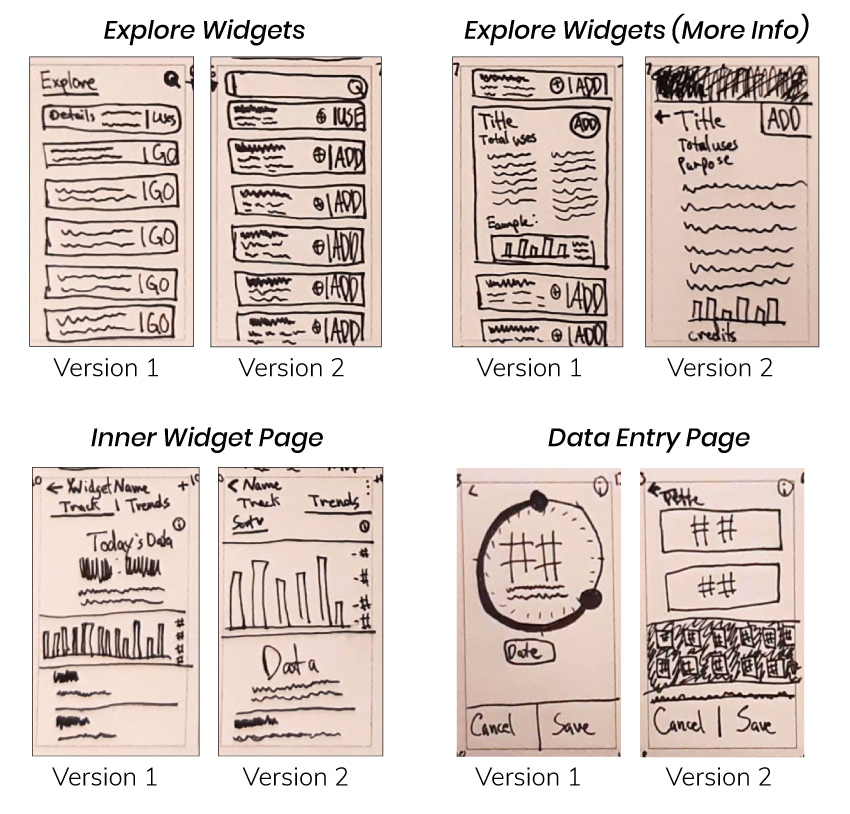 Explore Widgets
Explore
Details | Uses
| GO
| GO
| GO
| GO
| GO
Version 1
| USE
| ADD
| ADD
| ADD
| ADD
| ADD
Version 2
Explore Widgets (More Info)
| ADD
Title ADD
Total uses
Example:
| ADD
| ADD
Version 1
← Title ADD
Total uses
Purpose
credits
Version 2
Inner Widget Page
← Widget Name +
Track | Trends
i
Today's Data
#
#
#
#
Version 1
< Name
Track Trends
Sort v
- #
- #
- #
- #
Data
Version 2
Data Entry Page
< i
##
Date
Cancel | Save
Version 1
← i
##
##
# # # # # #
# # # # # #
Cancel | Save
Version 2